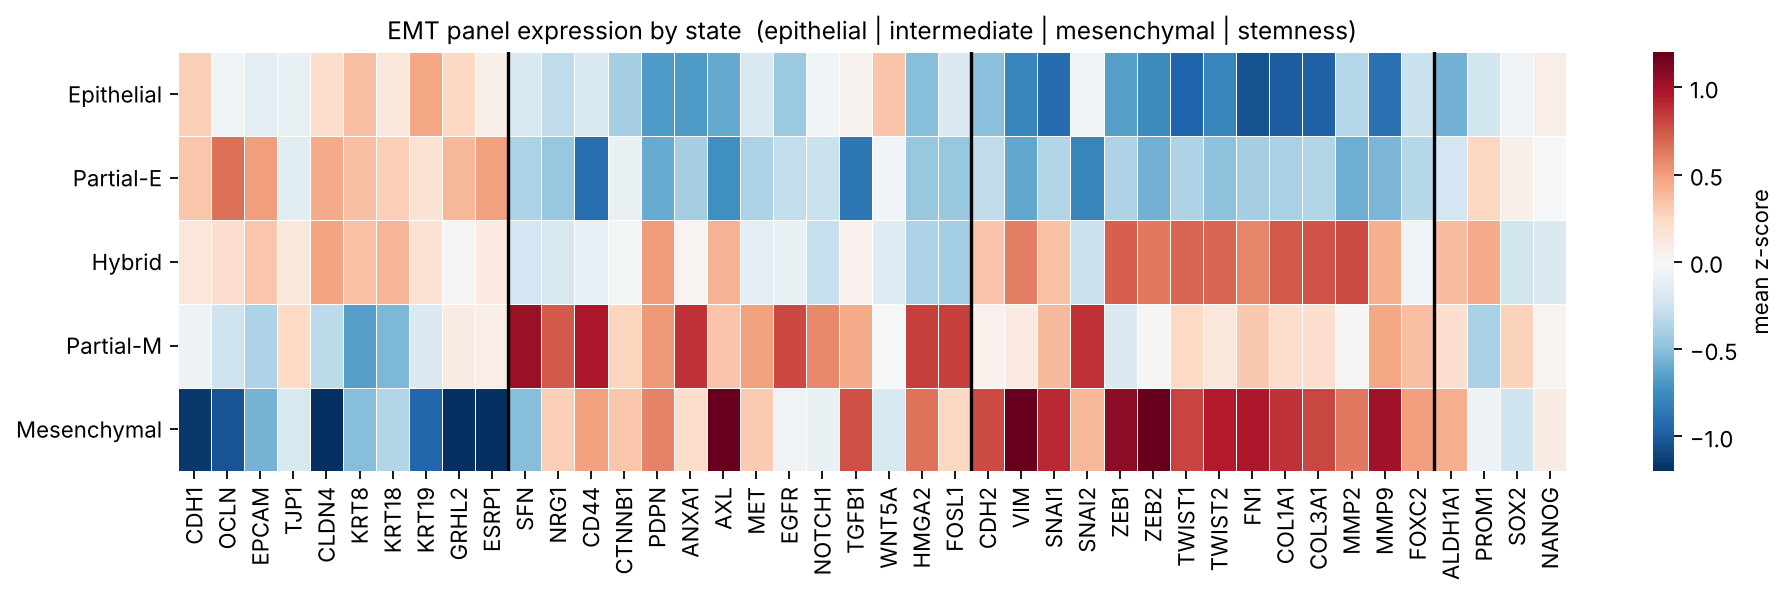 EMT panel expression by state (epithelial | intermediate | mesenchymal | stemness)
Epithelial
Partial-E
Hybrid
Partial-M
Mesenchymal
CDH1
OCLN
EPCAM
TJP1
CLDN4
KRT8
KRT18
KRT19
GRHL2
ESRP1
SFN
NRG1
CD44
CTNNB1
PDPN
ANXA1
AXL
MET
EGFR
NOTCH1
TGFB1
WNT5A
HMGA2
FOSL1
CDH2
VIM
SNAI1
SNAI2
ZEB1
ZEB2
TWIST1
TWIST2
FN1
COL1A1
COL3A1
MMP2
MMP9
FOXC2
ALDH1A1
PROM1
SOX2
NANOG
1.0
0.5
0.0
−0.5
−1.0
mean z-score